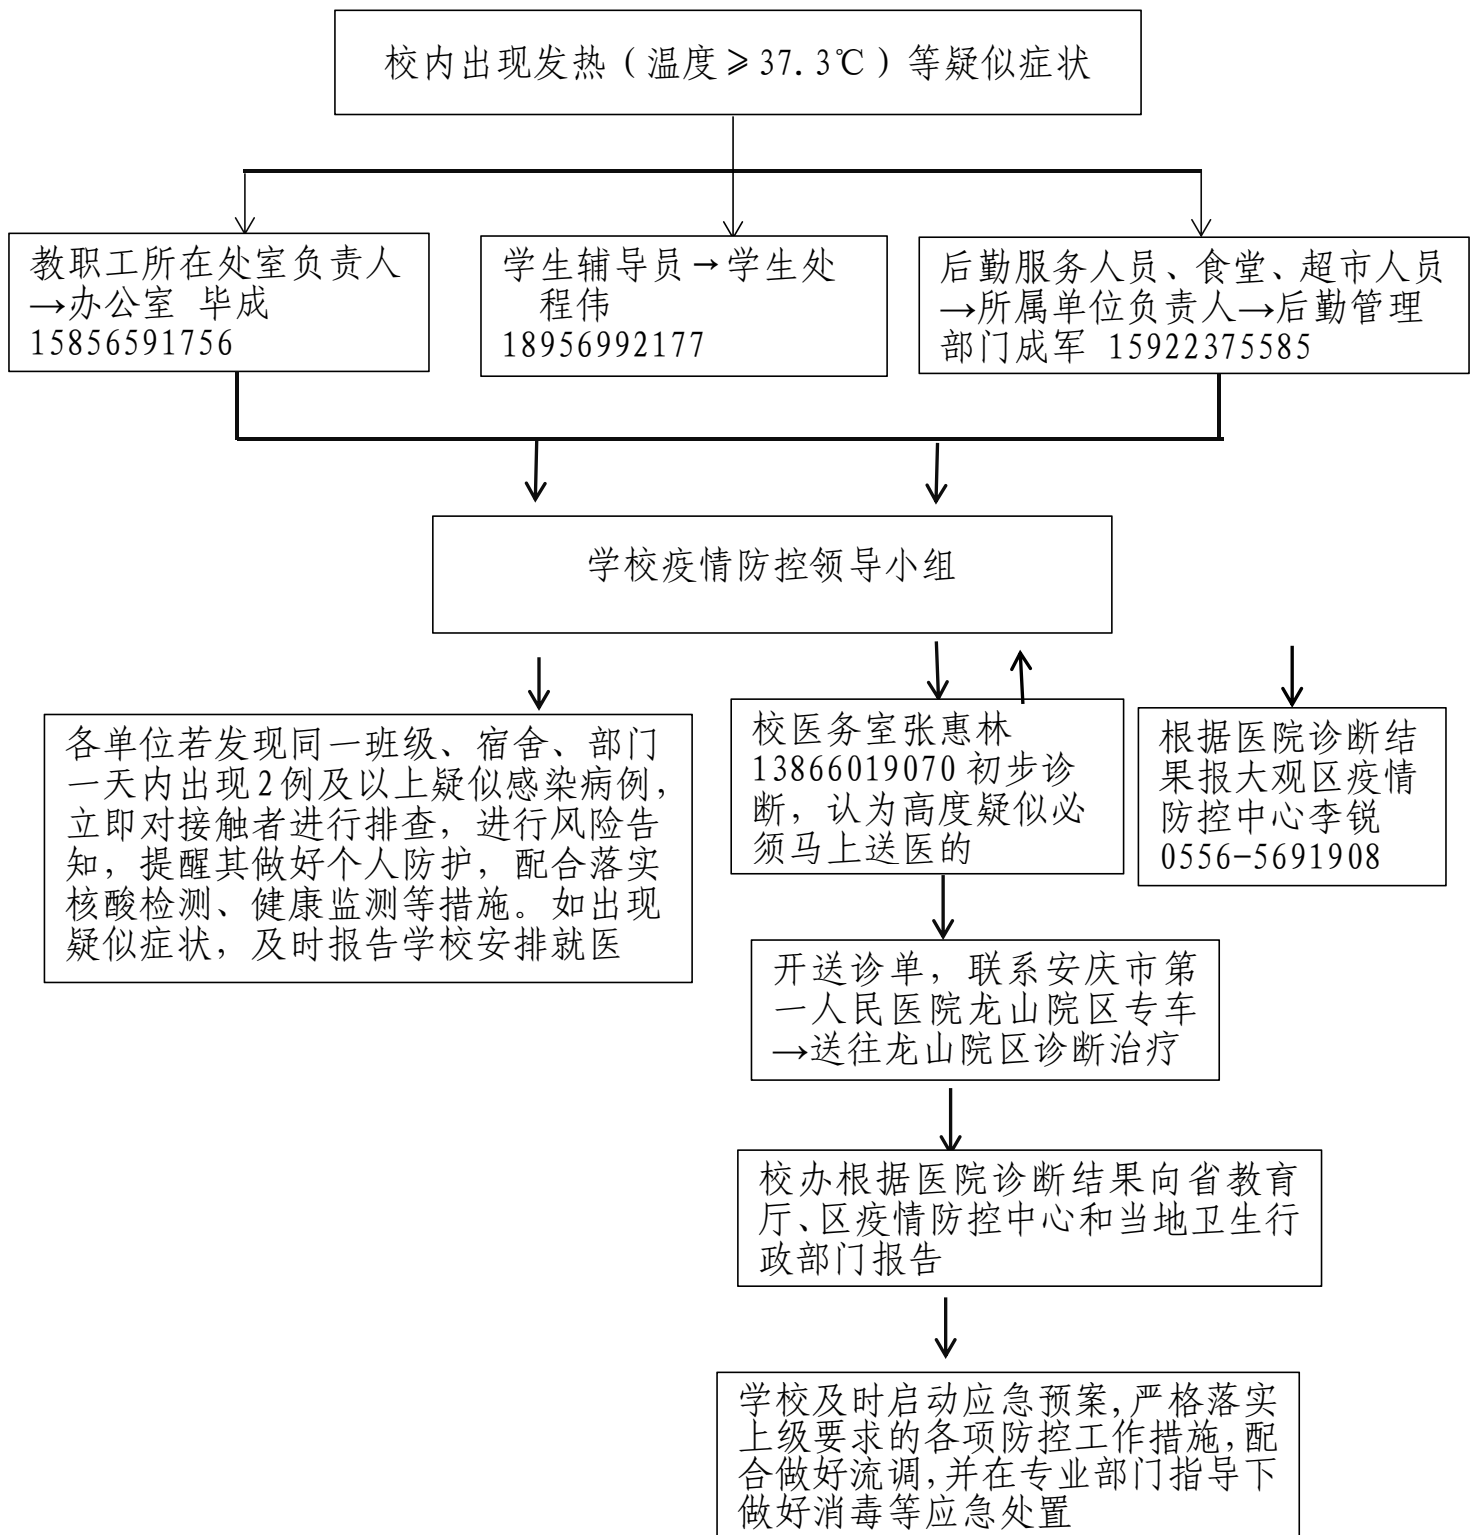 校内出现发热（温度≥37.3℃）等疑似症状
教职工所在处室负责人
→办公室 毕成
15856591756
学生辅导员→学生处
程伟
18956992177
后勤服务人员、食堂、超市人员
→所属单位负责人→后勤管理
部门成军 15922375585
学校疫情防控领导小组
各单位若发现同一班级、宿舍、部门
一天内出现2例及以上疑似感染病例，
立即对接触者进行排查，进行风险告
知，提醒其做好个人防护，配合落实
核酸检测、健康监测等措施。如出现
疑似症状，及时报告学校安排就医
校医务室张惠林
13866019070初步诊
断，认为高度疑似必
须马上送医的
根据医院诊断结
果报大观区疫情
防控中心李锐
0556-5691908
开送诊单，联系安庆市第
一人民医院龙山院区专车
→送往龙山院区诊断治疗
校办根据医院诊断结果向省教育
厅、区疫情防控中心和当地卫生行
政部门报告
学校及时启动应急预案，严格落实
上级要求的各项防控工作措施，配
合做好流调，并在专业部门指导下
做好消毒等应急处置